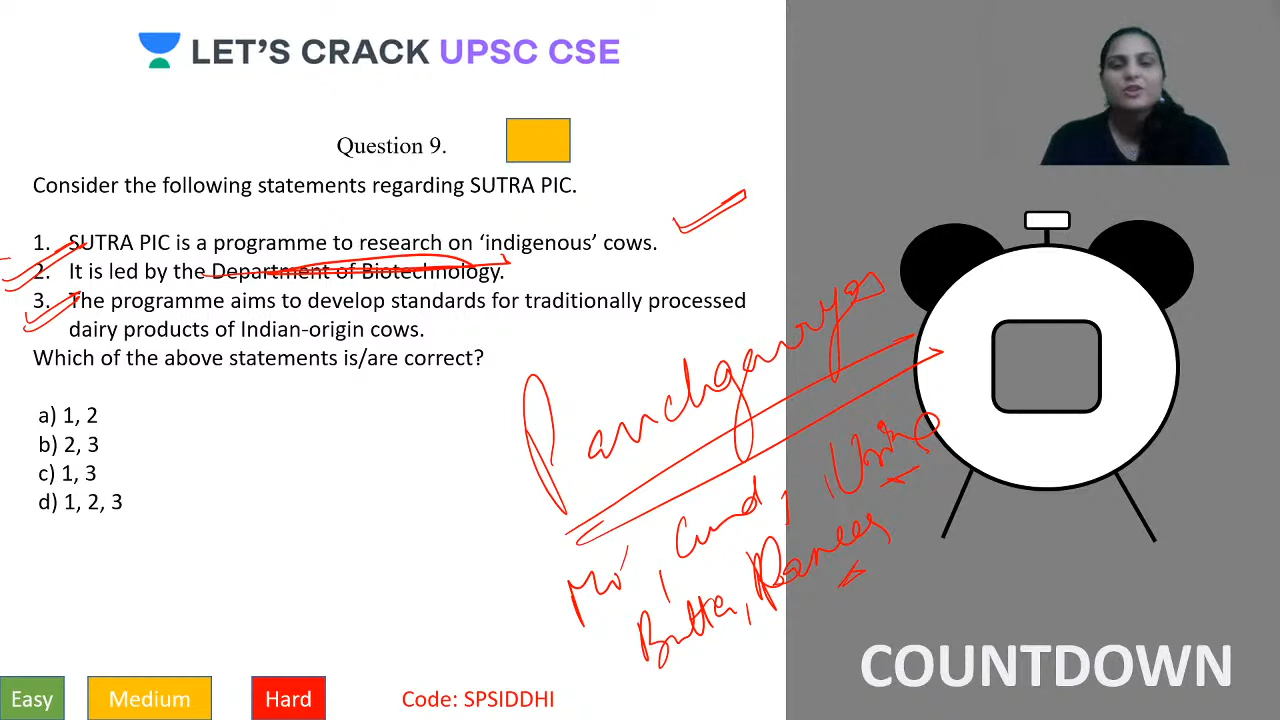 LET'S CRACK UPSC CSE
Question 9.
Consider the following statements regarding SUTRA PIC.
1. SUTRA PIC is a programme to research on ‘indigenous’ cows.
2. It is led by the Department of Biotechnology.
3. The programme aims to develop standards for traditionally processed
dairy products of Indian-origin cows.
Which of the above statements is/are correct?
a) 1, 2
b) 2, 3
c) 1, 3
d) 1, 2, 3
Panchgavya
Curd, Urine
Butter,
COUNTDOWN
Easy
Medium
Hard
Code: SPSIDDHI